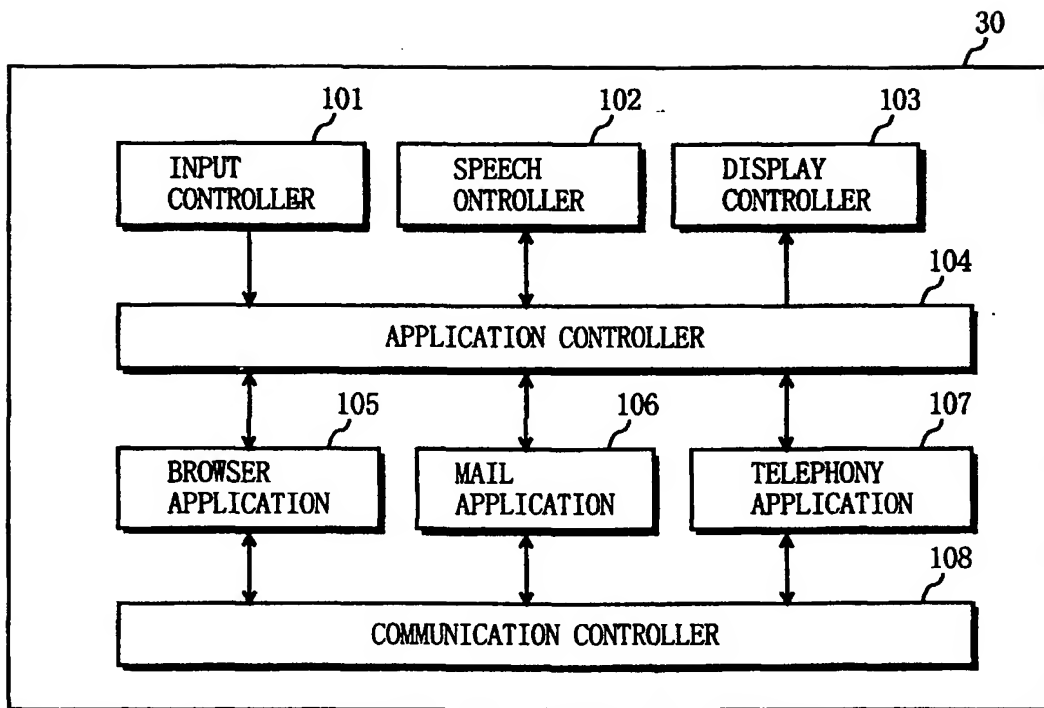 30
101
102
103
INPUT
CONTROLLER
SPEECH
ONTROLLER
DISPLAY
CONTROLLER
104
APPLICATION CONTROLLER
105
106
107
BROWSER
APPLICATION
MAIL
APPLICATION
TELEPHONY
APPLICATION
108
COMMUNICATION CONTROLLER